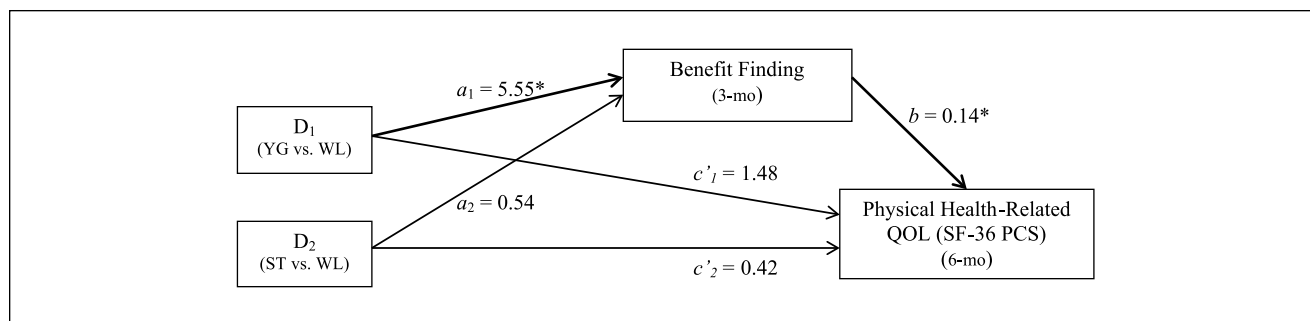 Benefit Finding
(3-mo)
a₁ = 5.55*
b = 0.14*
D₁
(YG vs. WL)
c'₁ = 1.48
a₂ = 0.54
Physical Health-Related
QOL (SF-36 PCS)
(6-mo)
D₂
(ST vs. WL)
c'₂ = 0.42